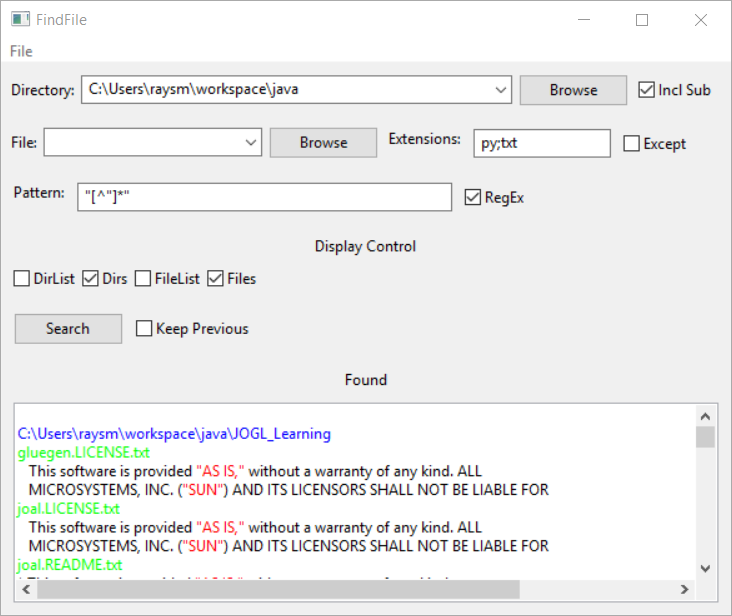 FindFile
File
Directory: C:\Users\raysm\workspace\java Browse Incl Sub
File: Browse Extensions: py;txt Except
Pattern: "[^"]*" RegEx
Display Control
DirList Dirs FileList Files
Search Keep Previous
Found
C:\Users\raysm\workspace\java\JOGL_Learning
gluegen.LICENSE.txt
This software is provided "AS IS," without a warranty of any kind. ALL
MICROSYSTEMS, INC. ("SUN") AND ITS LICENSORS SHALL NOT BE LIABLE FOR
joal.LICENSE.txt
This software is provided "AS IS," without a warranty of any kind. ALL
MICROSYSTEMS, INC. ("SUN") AND ITS LICENSORS SHALL NOT BE LIABLE FOR
joal.README.txt